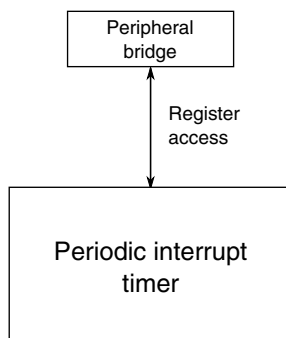 Peripheral
bridge
Register
access
Periodic interrupt
timer